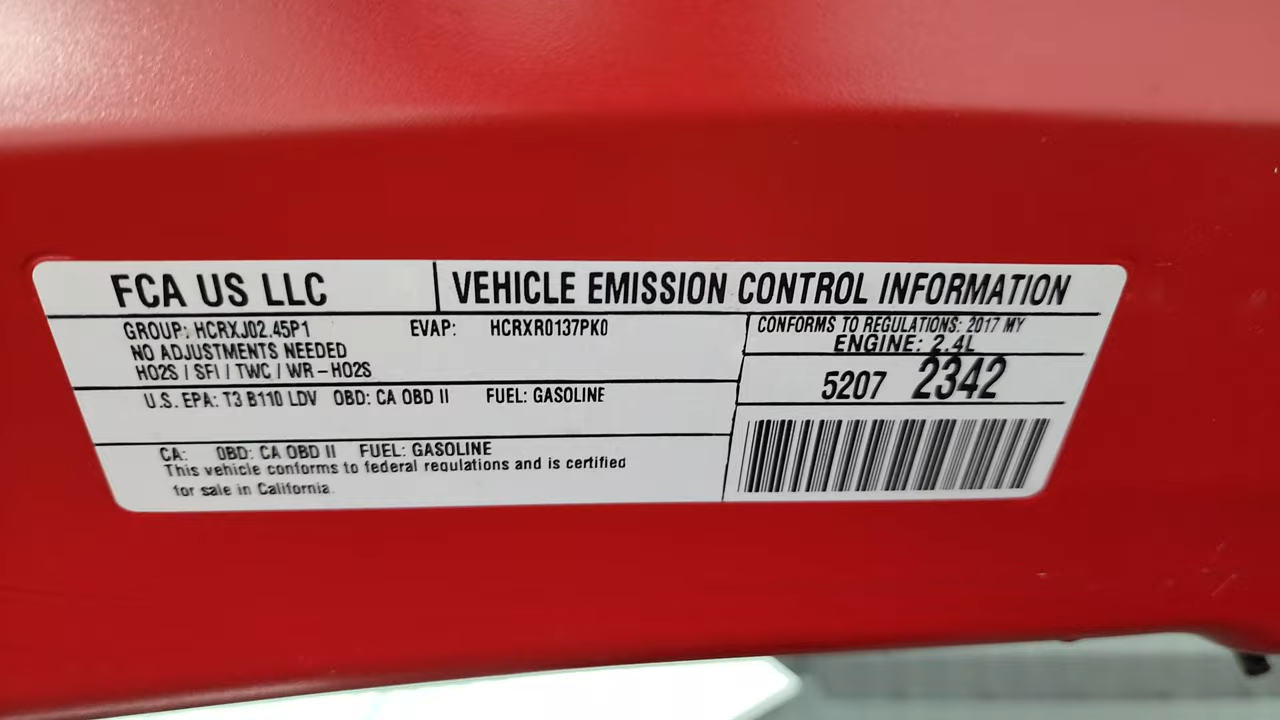 FCA US LLC
VEHICLE EMISSION CONTROL INFORMATION
GROUP: HCRXJ02.45P1 EVAP: HCRXR0137PK0
NO ADJUSTMENTS NEEDED
HO2S / SFI / TWC / WR-HO2S
U.S. EPA: T3 B110 LDV OBD: CA OBD II FUEL: GASOLINE
CA: OBD: CA OBD II FUEL: GASOLINE
This vehicle conforms to federal regulations and is certified
for sale in California.
CONFORMS TO REGULATIONS: 2017 MY
ENGINE: 2.4L
5207 2342